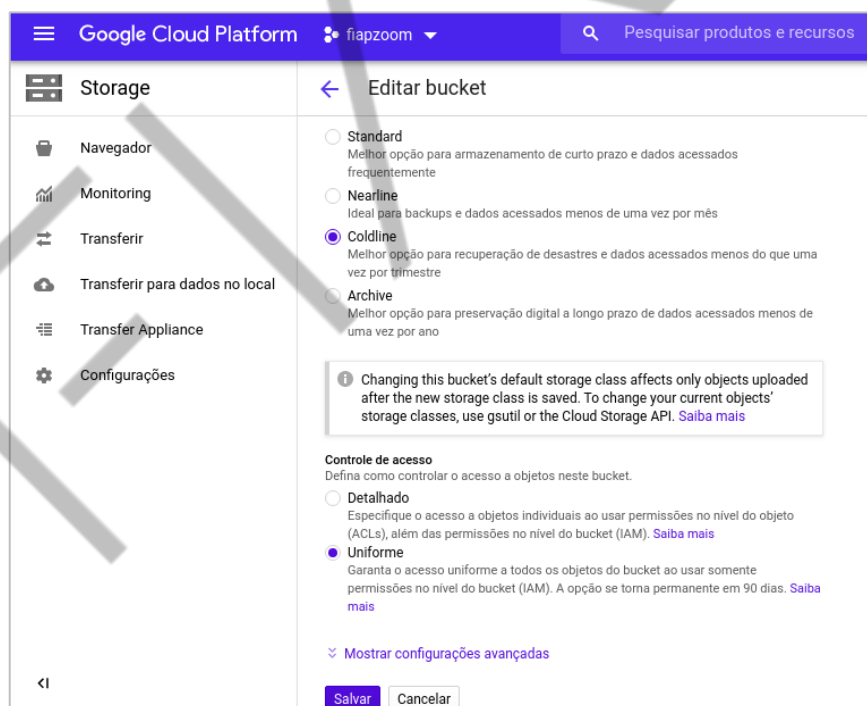 Google Cloud Platform
fiapzoom
Pesquisar produtos e recursos
Storage
Editar bucket
Navegador
Monitoring
Transferir
Transferir para dados no local
Transfer Appliance
Configurações
Standard
Melhor opção para armazenamento de curto prazo e dados acessados
frequentemente
Nearline
Ideal para backups e dados acessados menos de uma vez por mês
Coldline
Melhor opção para recuperação de desastres e dados acessados menos do que uma
vez por trimestre
Archive
Melhor opção para preservação digital a longo prazo de dados acessados menos de
uma vez por ano
Changing this bucket's default storage class affects only objects uploaded
after the new storage class is saved. To change your current objects'
storage classes, use gsutil or the Cloud Storage API. Saiba mais
Controle de acesso
Defina como controlar o acesso a objetos neste bucket.
Detalhado
Especifique o acesso a objetos individuais ao usar permissões no nível do objeto
(ACLs), além das permissões no nível do bucket (IAM). Saiba mais
Uniforme
Garanta o acesso uniforme a todos os objetos do bucket ao usar somente
permissões no nível do bucket (IAM). A opção se torna permanente em 90 dias. Saiba
mais
Mostrar configurações avançadas
Salvar
Cancelar